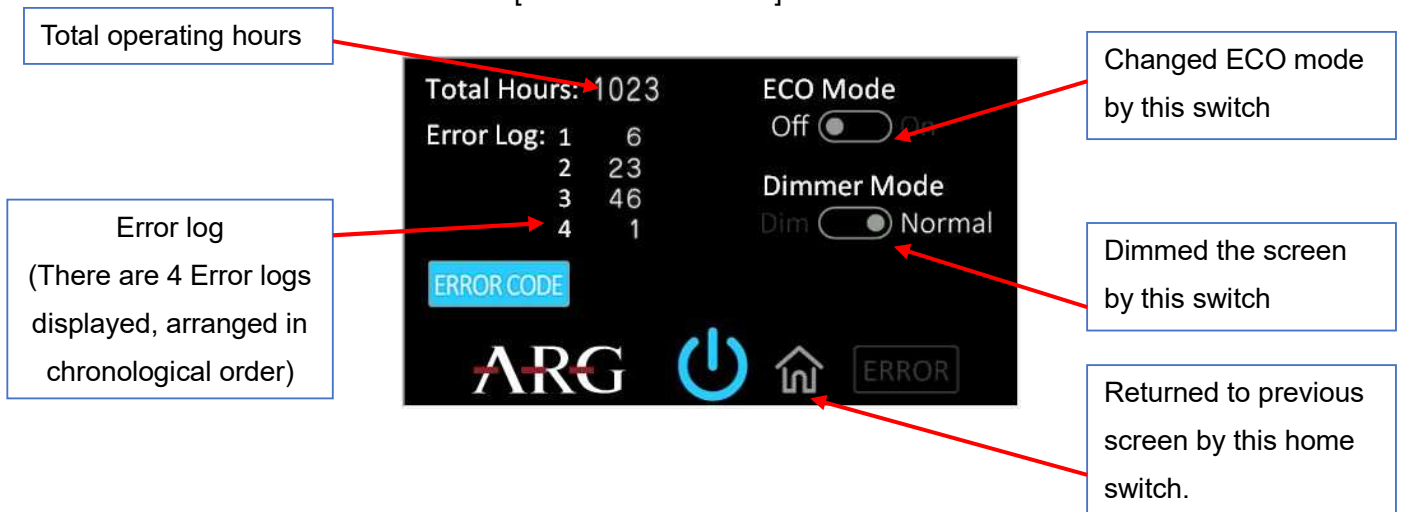 [ ]
Total operating hours
Total Hours: 1023
Error Log: 1 6
2 23
3 46
4 1
ERROR CODE
ECO Mode
Off On
Dimmer Mode
Dim Normal
ARG
ERROR
Error log
(There are 4 Error logs
displayed, arranged in
chronological order)
Changed ECO mode
by this switch
Dimmed the screen
by this switch
Returned to previous
screen by this home
switch.